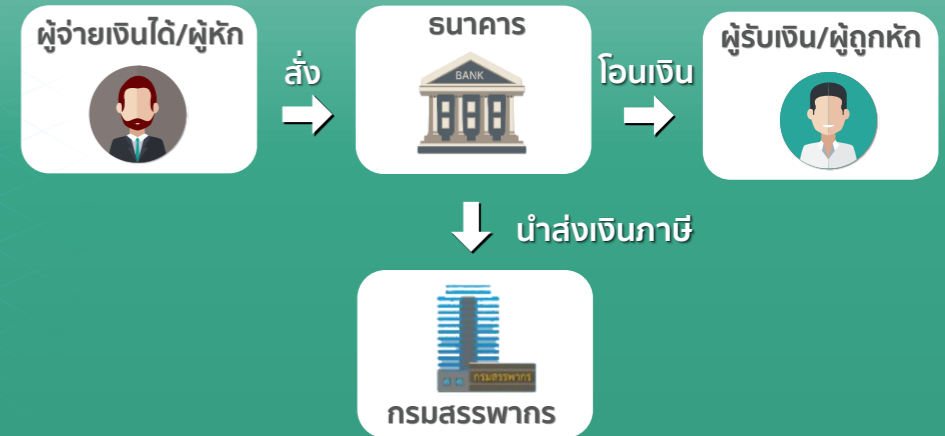 ผู้จ่ายเงินได้/ผู้หัก
สั่ง
ธนาคาร
BANK
โอนเงิน
ผู้รับเงิน/ผู้ถูกหัก
นำส่งเงินภาษี
กรมสรรพากร
กรมสรรพากร